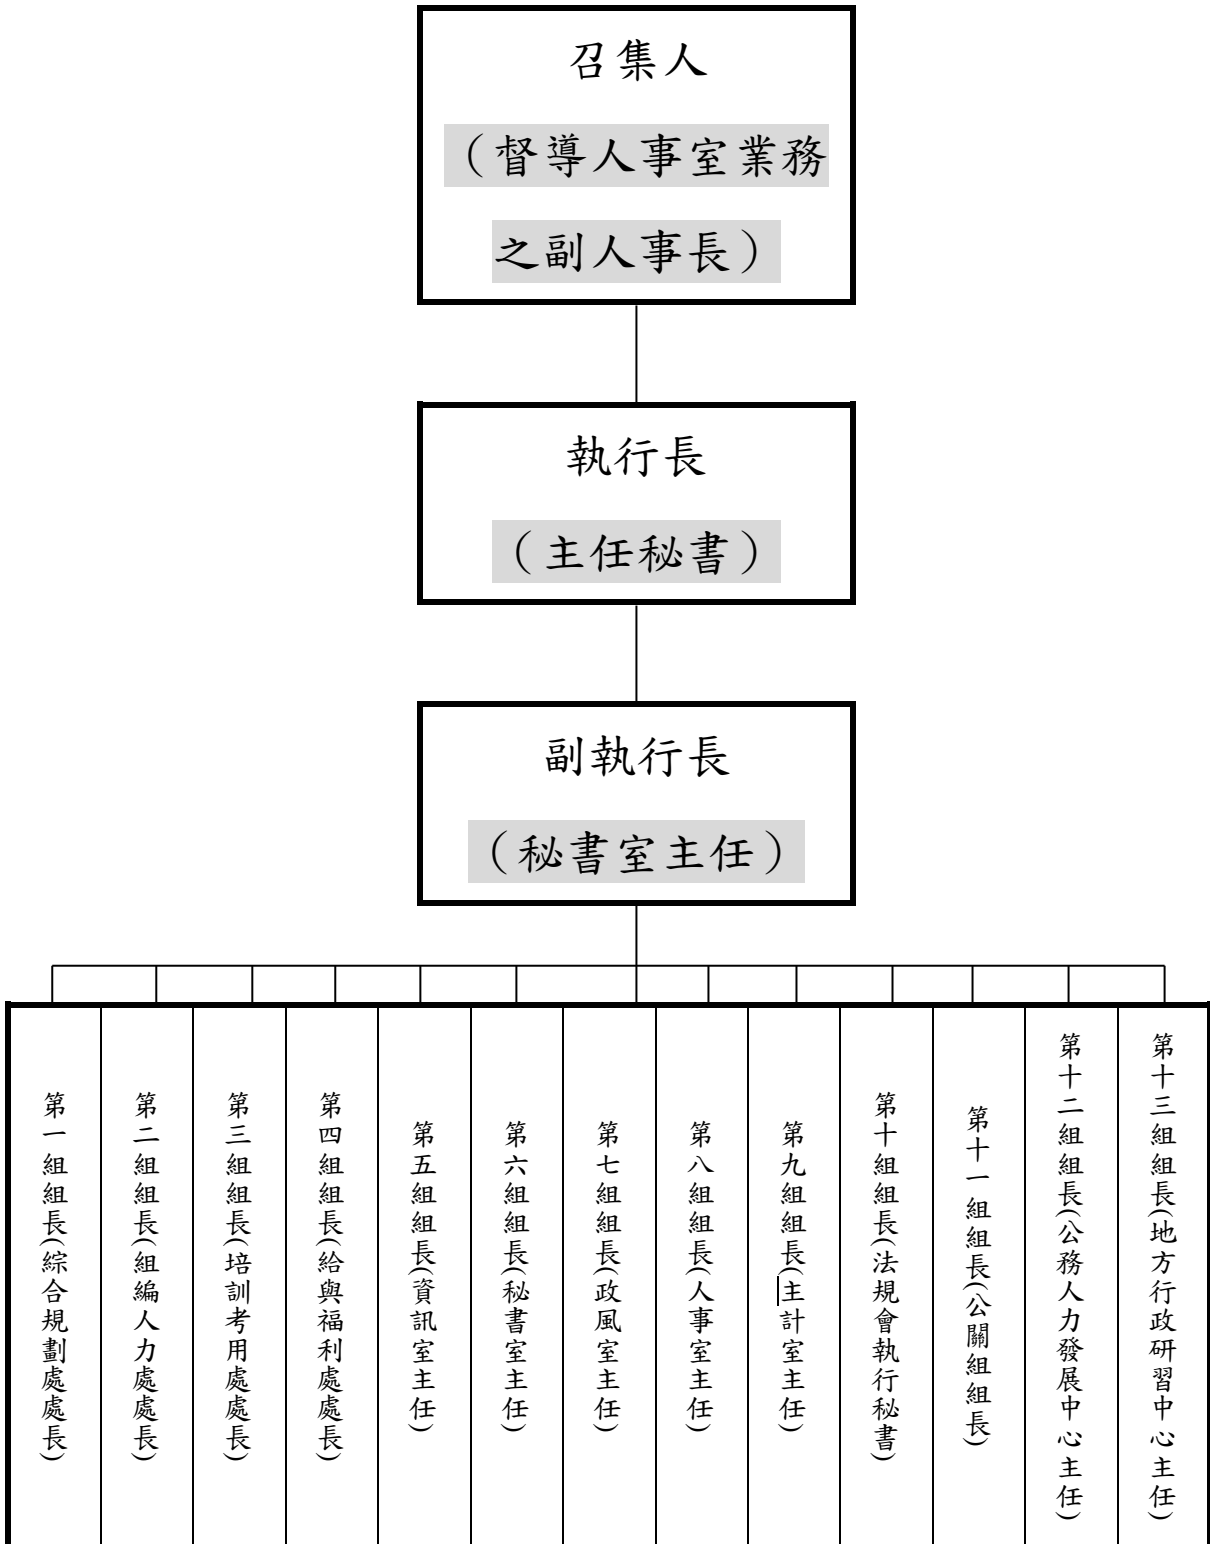 召集人
（督導人事室業務
之副人事長）
執行長
（主任秘書）
副執行長
（秘書室主任）
第一組組長(綜合規劃處處長)
第二組組長(組編人力處處長)
第三組組長(培訓考用處處長)
第四組組長(給與福利處處長)
第五組組長(資訊室主任)
第六組組長(秘書室主任)
第七組組長(政風室主任)
第八組組長(人事室主任)
第九組組長(主計室主任)
第十組組長(法規會執行秘書)
第十一組組長(公關組組長)
第十二組組長(公務人力發展中心主任)
第十三組組長(地方行政研習中心主任)